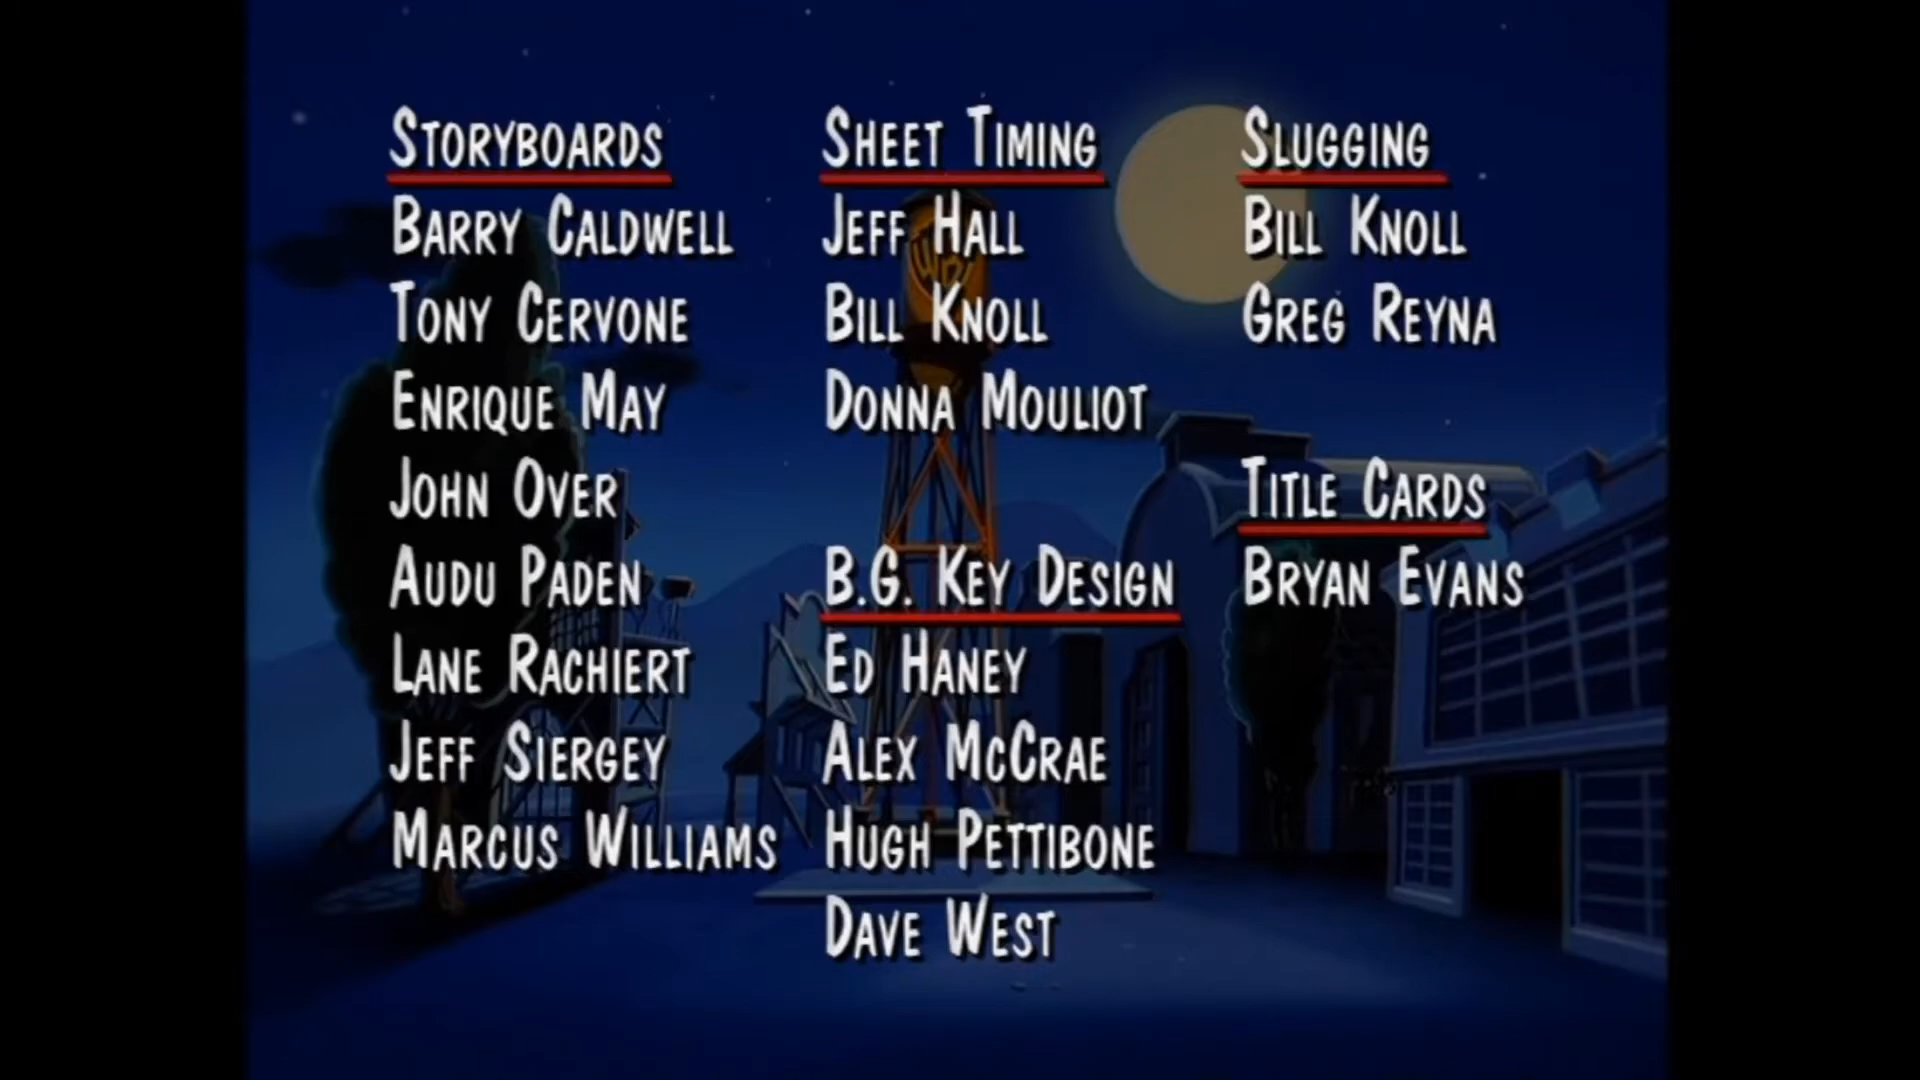 Storyboards
Barry Caldwell
Tony Cervone
Enrique May
John Over
Audu Paden
Lane Rachiert
Jeff Siergey
Marcus Williams
Sheet Timing
Jeff Hall
Bill Knoll
Donna Mouliot
B.G. Key Design
Ed Haney
Alex McCrae
Hugh Pettibone
Dave West
Slugging
Bill Knoll
Greg Reyna
Title Cards
Bryan Evans
WB